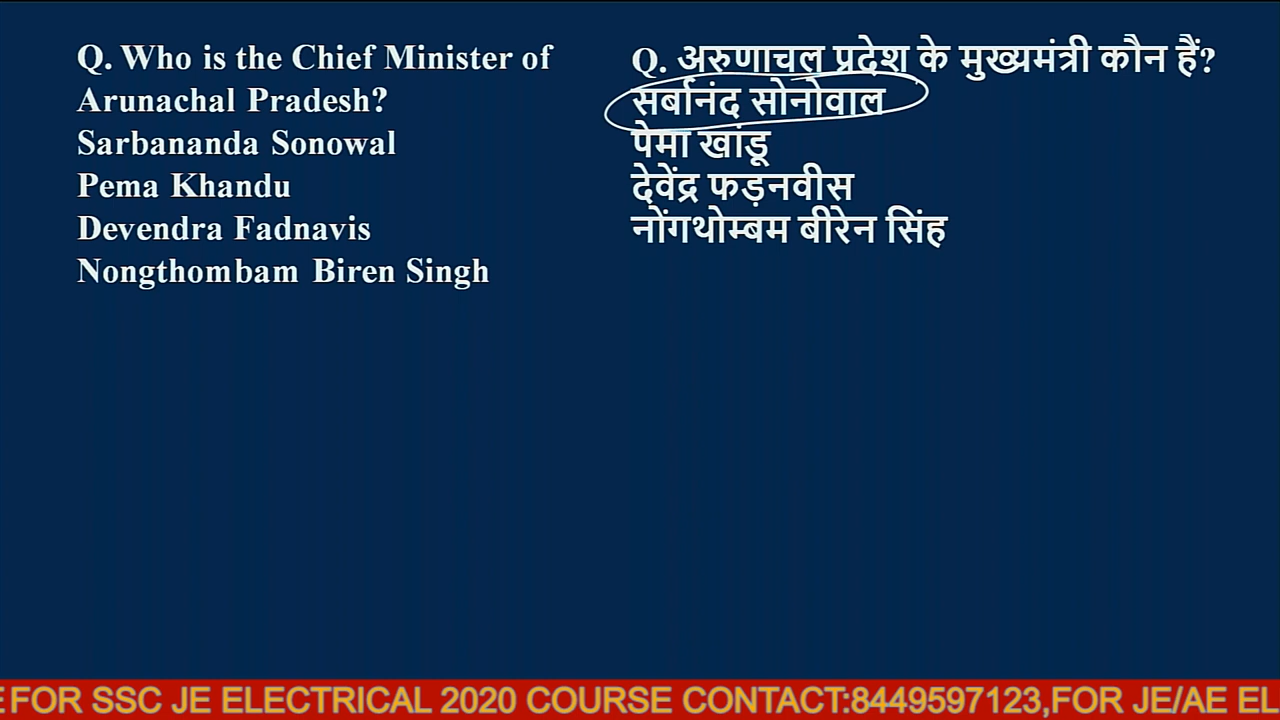 Q. Who is the Chief Minister of
Arunachal Pradesh?
Sarbananda Sonowal
Pema Khandu
Devendra Fadnavis
Nongthombam Biren Singh
Q. अरुणाचल प्रदेश के मुख्यमंत्री कौन हैं?
सर्बानंद सोनोवाल
पेमा खांडू
देवेंद्र फड़नवीस
नोंगथोम्बम बीरेन सिंह
FOR SSC JE ELECTRICAL 2020 COURSE CONTACT:8449597123,FOR JE/AE EL